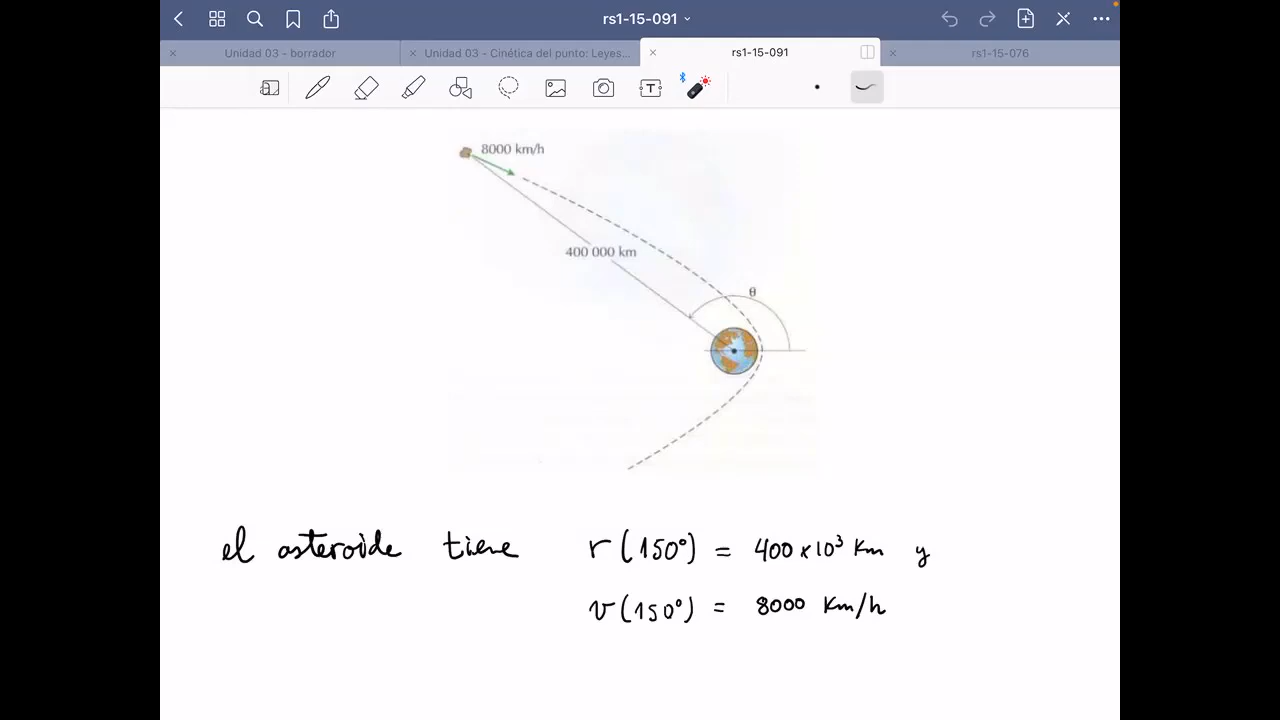 rs1-15-091
Unidad 03 - borrador
Unidad 03 - Cinética del punto: Leyes...
rs1-15-091
rs1-15-076
T
8000 km/h
400 000 km
θ
el asteroide tiene r(150°) = 400×10³ Km y
v(150°) = 8000 Km/h